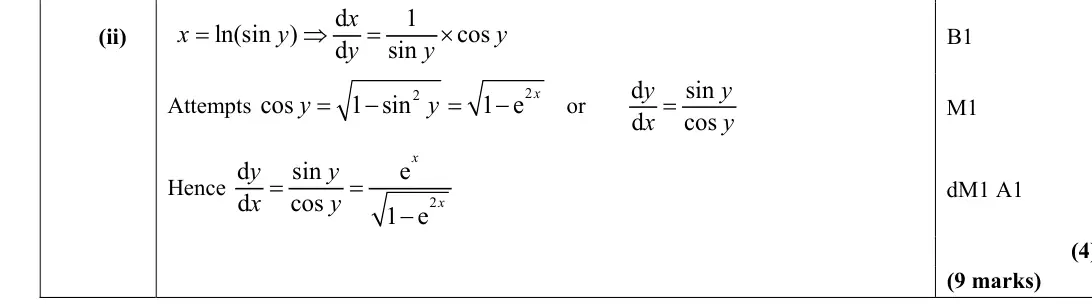 (ii) x = ln(sin y) ⇒ dx/dy = 1/sin y × cos y B1
Attempts cos y = √(1−sin² y) = √(1−e^(2x)) or dy/dx = sin y/cos y M1
Hence dy/dx = sin y/cos y = e^x/√(1−e^(2x)) dM1 A1
(4)
(9 marks)